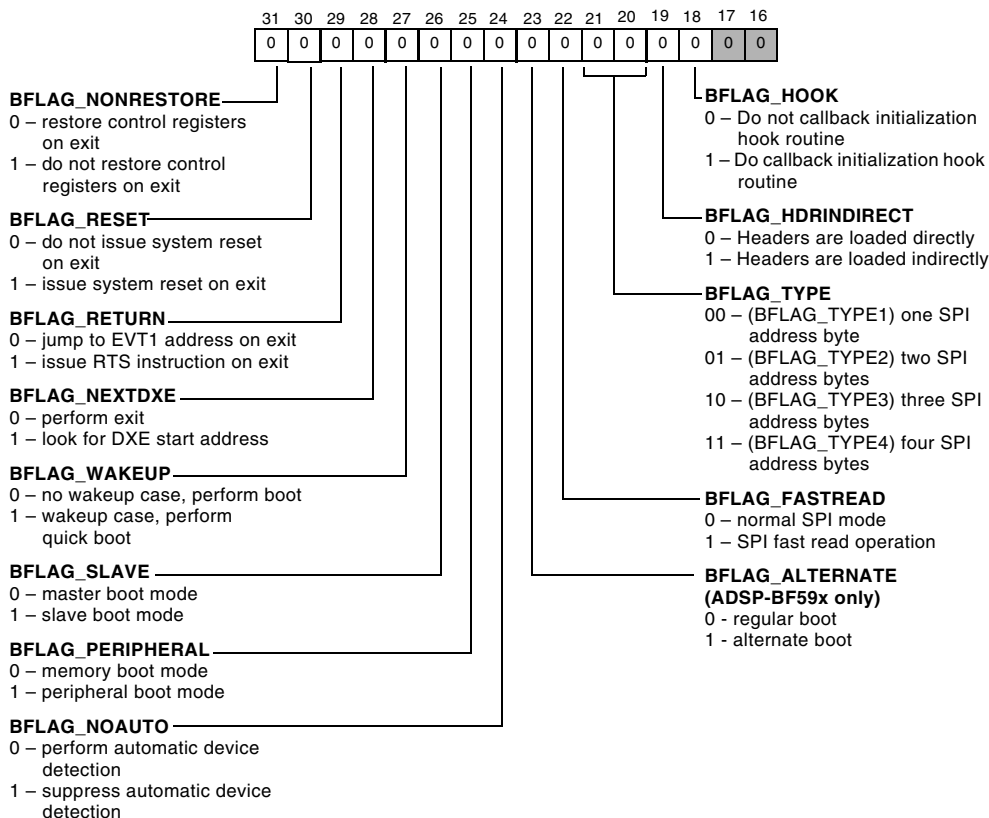 31 30 29 28 27 26 25 24 23 22 21 20 19 18 17 16
0 0 0 0 0 0 0 0 0 0 0 0 0 0 0 0
BFLAG_NONRESTORE
0 – restore control registers
on exit
1 – do not restore control
registers on exit
BFLAG_RESET
0 – do not issue system reset
on exit
1 – issue system reset on exit
BFLAG_RETURN
0 – jump to EVT1 address on exit
1 – issue RTS instruction on exit
BFLAG_NEXTDXE
0 – perform exit
1 – look for DXE start address
BFLAG_WAKEUP
0 – no wakeup case, perform boot
1 – wakeup case, perform
quick boot
BFLAG_SLAVE
0 – master boot mode
1 – slave boot mode
BFLAG_PERIPHERAL
0 – memory boot mode
1 – peripheral boot mode
BFLAG_NOAUTO
0 – perform automatic device
detection
1 – suppress automatic device
detection
BFLAG_HOOK
0 – Do not callback initialization
hook routine
1 – Do callback initialization hook
routine
BFLAG_HDRINDIRECT
0 – Headers are loaded directly
1 – Headers are loaded indirectly
BFLAG_TYPE
00 – (BFLAG_TYPE1) one SPI
address byte
01 – (BFLAG_TYPE2) two SPI
address bytes
10 – (BFLAG_TYPE3) three SPI
address bytes
11 – (BFLAG_TYPE4) four SPI
address bytes
BFLAG_FASTREAD
0 – normal SPI mode
1 – SPI fast read operation
BFLAG_ALTERNATE
(ADSP-BF59x only)
0 - regular boot
1 - alternate boot